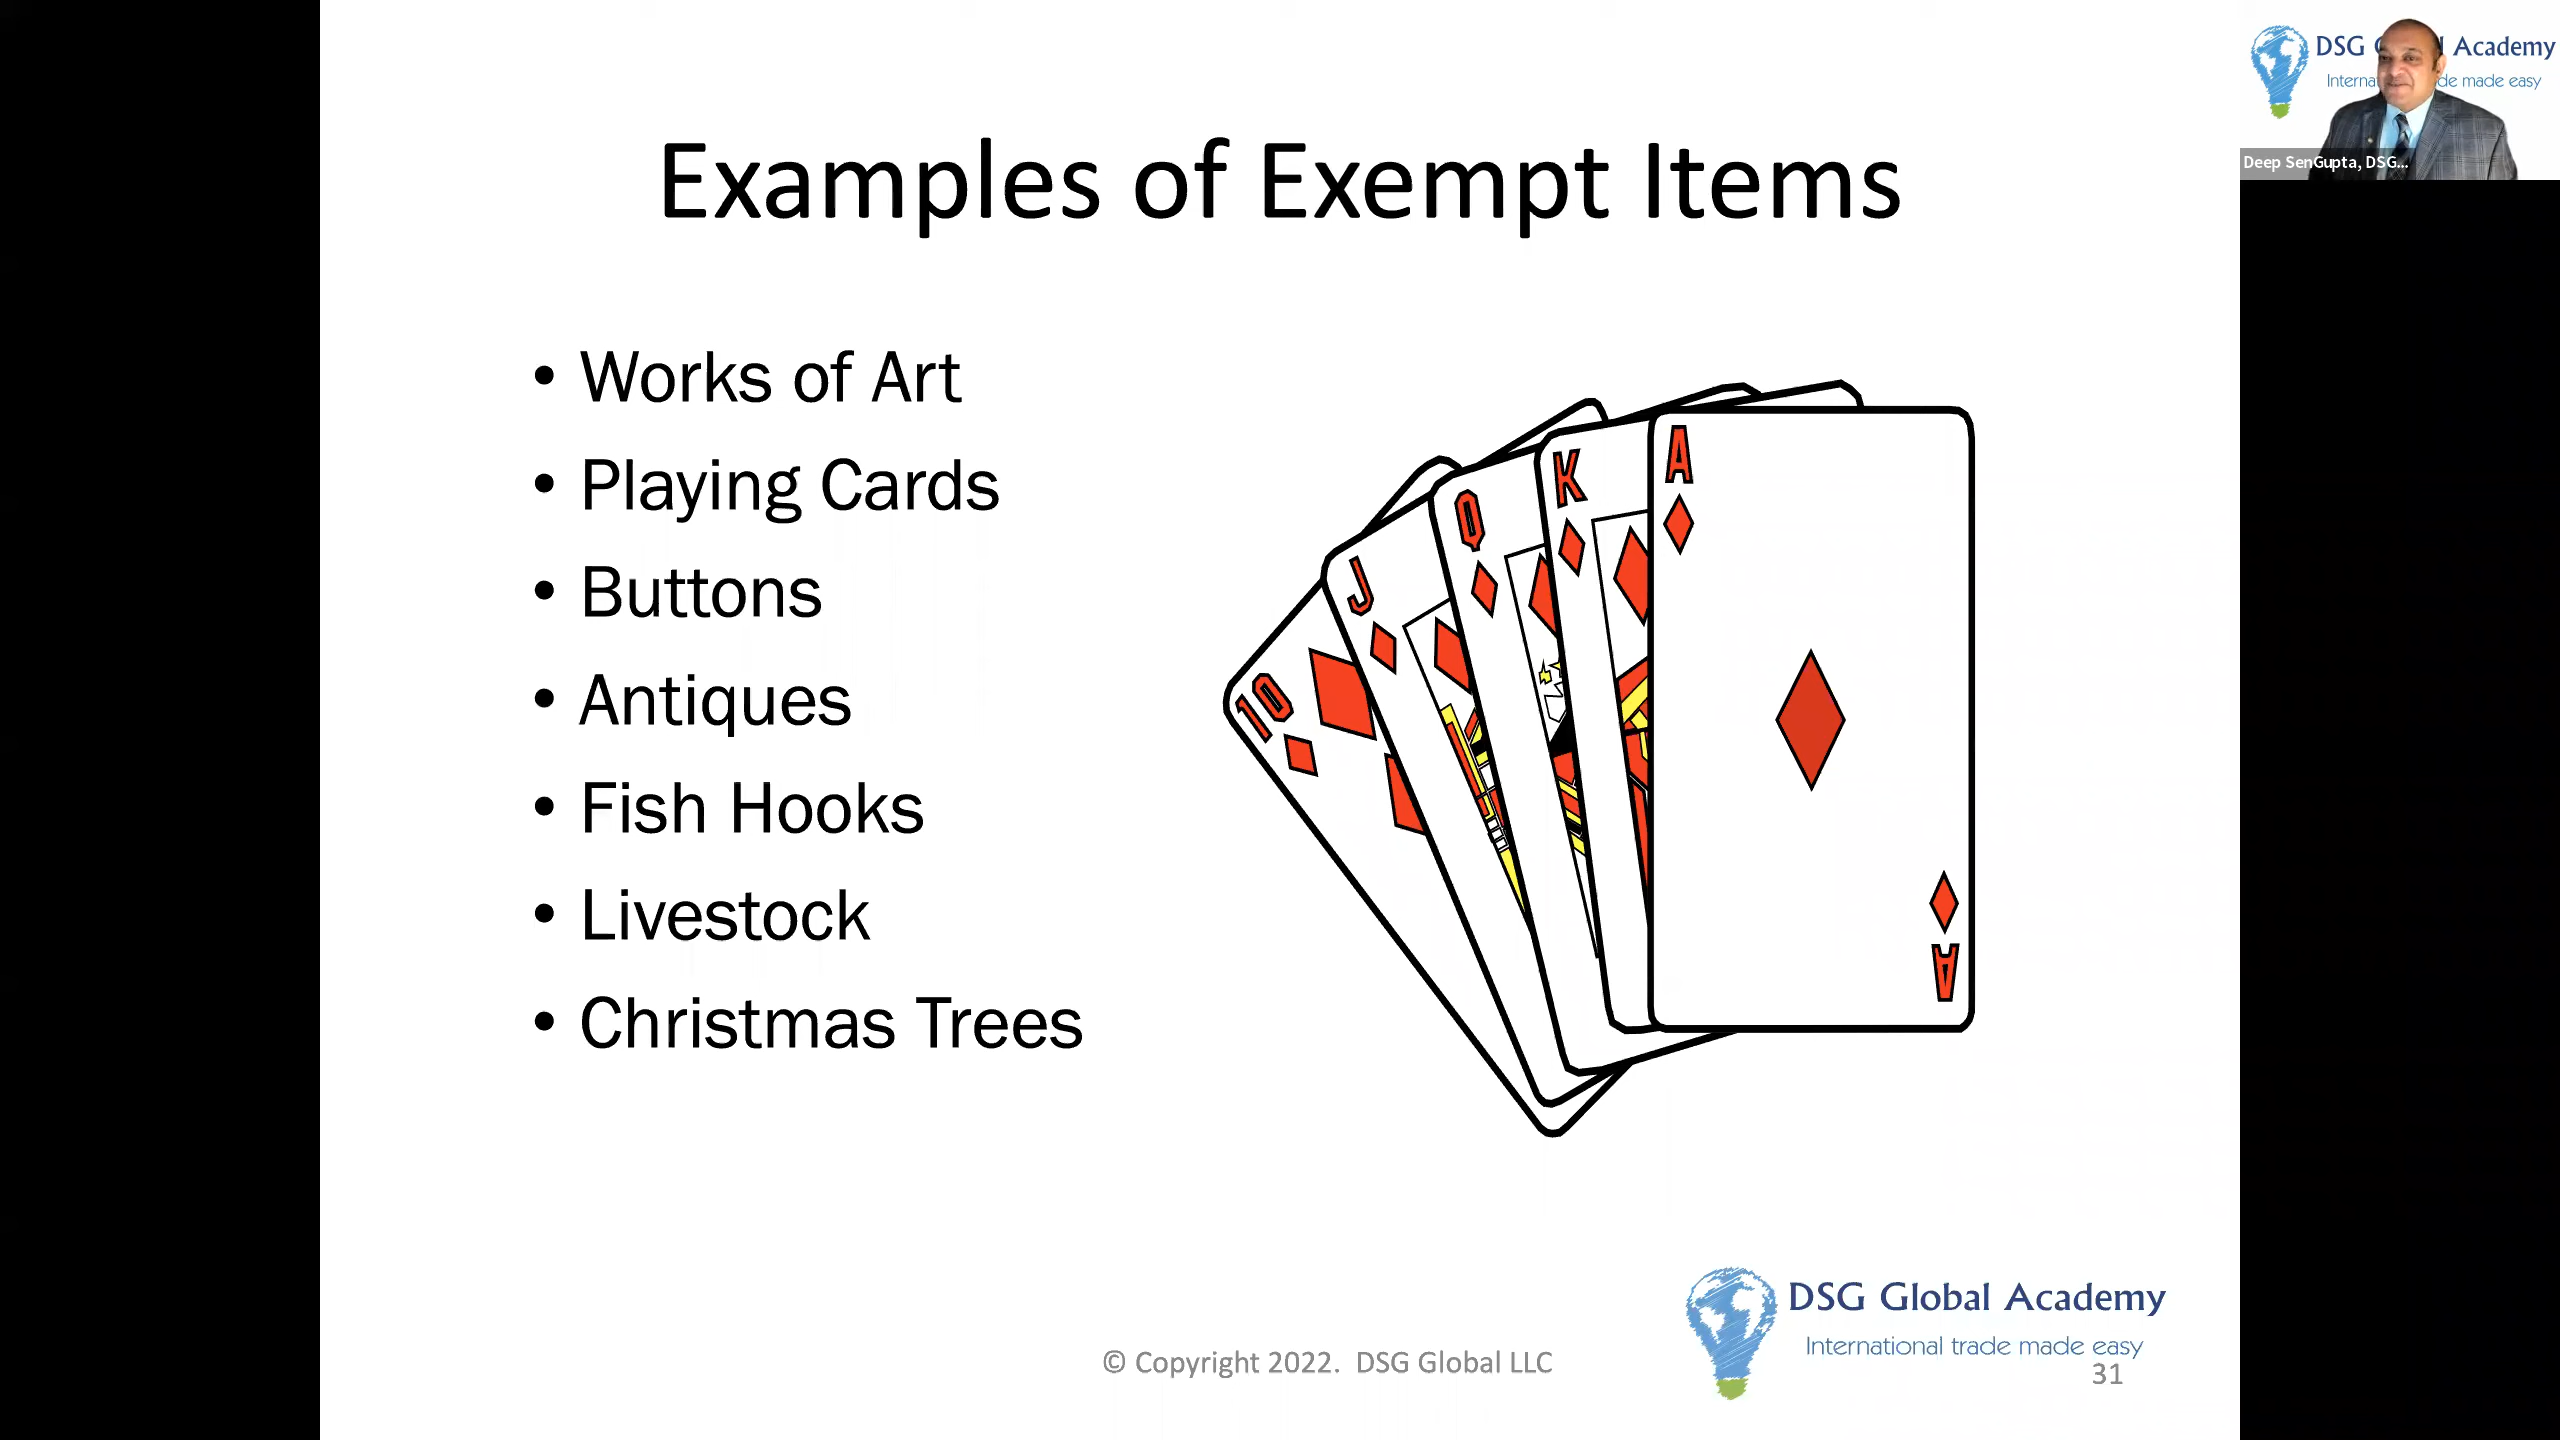 DSG G l Academy
Interna de made easy
Deep SenGupta, DSG...
Examples of Exempt Items
• Works of Art
• Playing Cards
• Buttons
• Antiques
• Fish Hooks
• Livestock
• Christmas Trees
10
J
Q
K
A
A
DSG Global Academy
International trade made easy
© Copyright 2022. DSG Global LLC
31